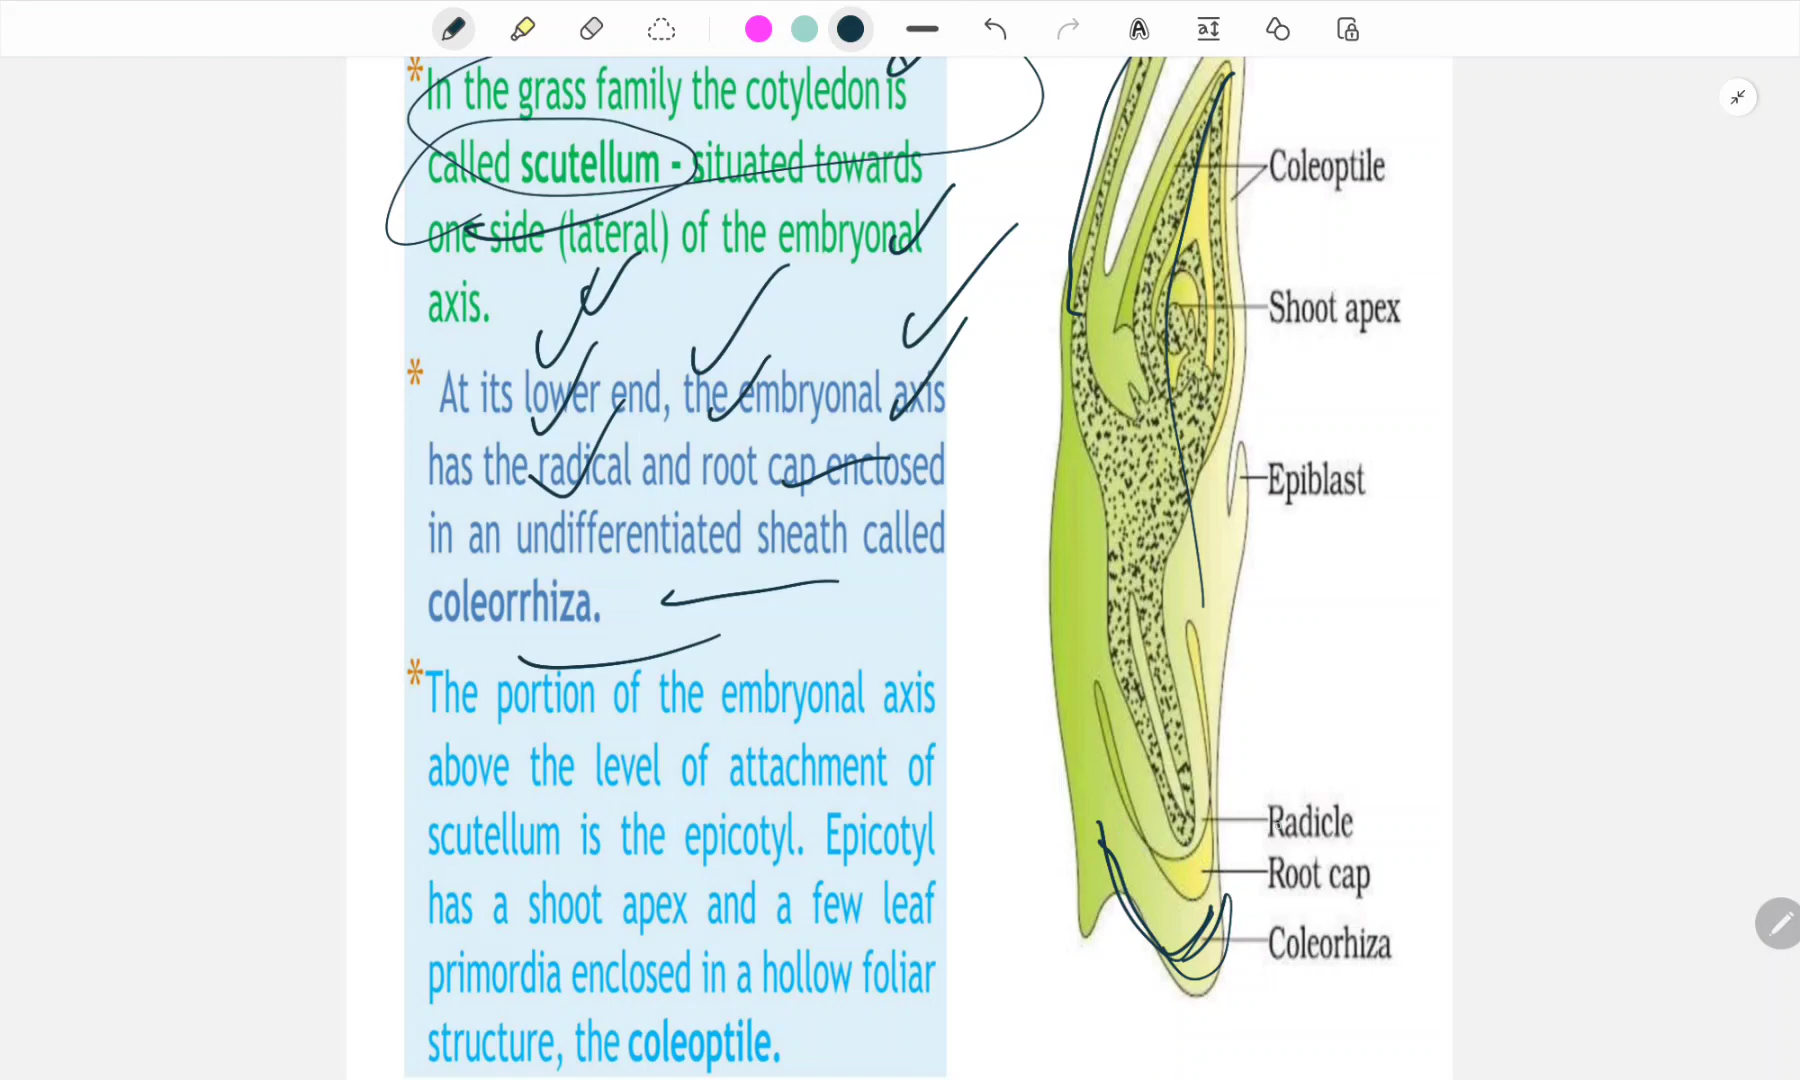 *In the grass family the cotyledon is
called scutellum - situated towards
one side (lateral) of the embryonal
axis.
* At its lower end, the embryonal axis
has the radical and root cap enclosed
in an undifferentiated sheath called
coleorrhiza.
*The portion of the embryonal axis
above the level of attachment of
scutellum is the epicotyl. Epicotyl
has a shoot apex and a few leaf
primordia enclosed in a hollow foliar
structure, the coleoptile.
Coleoptile
Shoot apex
Epiblast
Radicle
Root cap
Coleorhiza